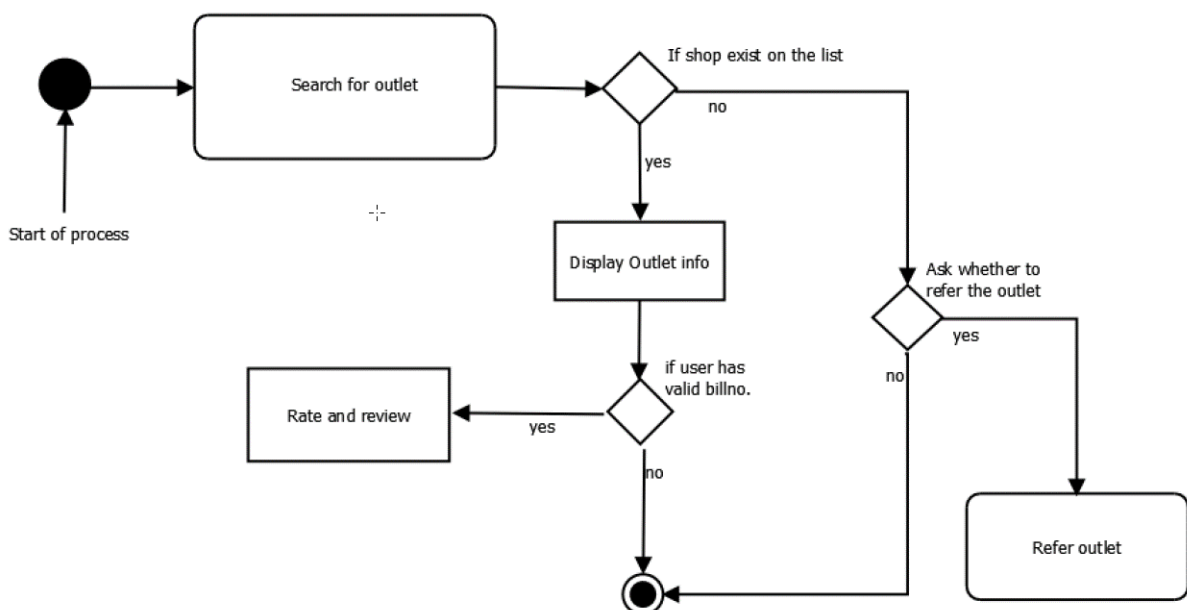 If shop exist on the list
Search for outlet
no
yes
Start of process
Display Outlet info
Ask whether to
refer the outlet
yes
if user has
valid billno.
no
Rate and review
yes
no
Refer outlet